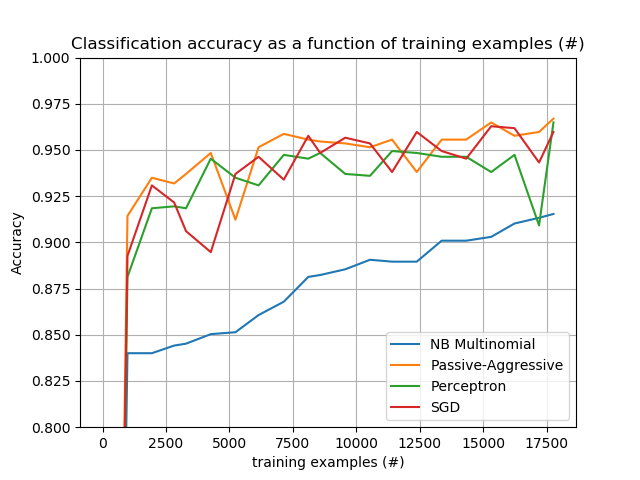 Classification accuracy as a function of training examples (#)
1.000
0.975
0.950
0.925
0.900
0.875
0.850
0.825
0.800
Accuracy
NB Multinomial
Passive-Aggressive
Perceptron
SGD
0 2500 5000 7500 10000 12500 15000 17500
training examples (#)